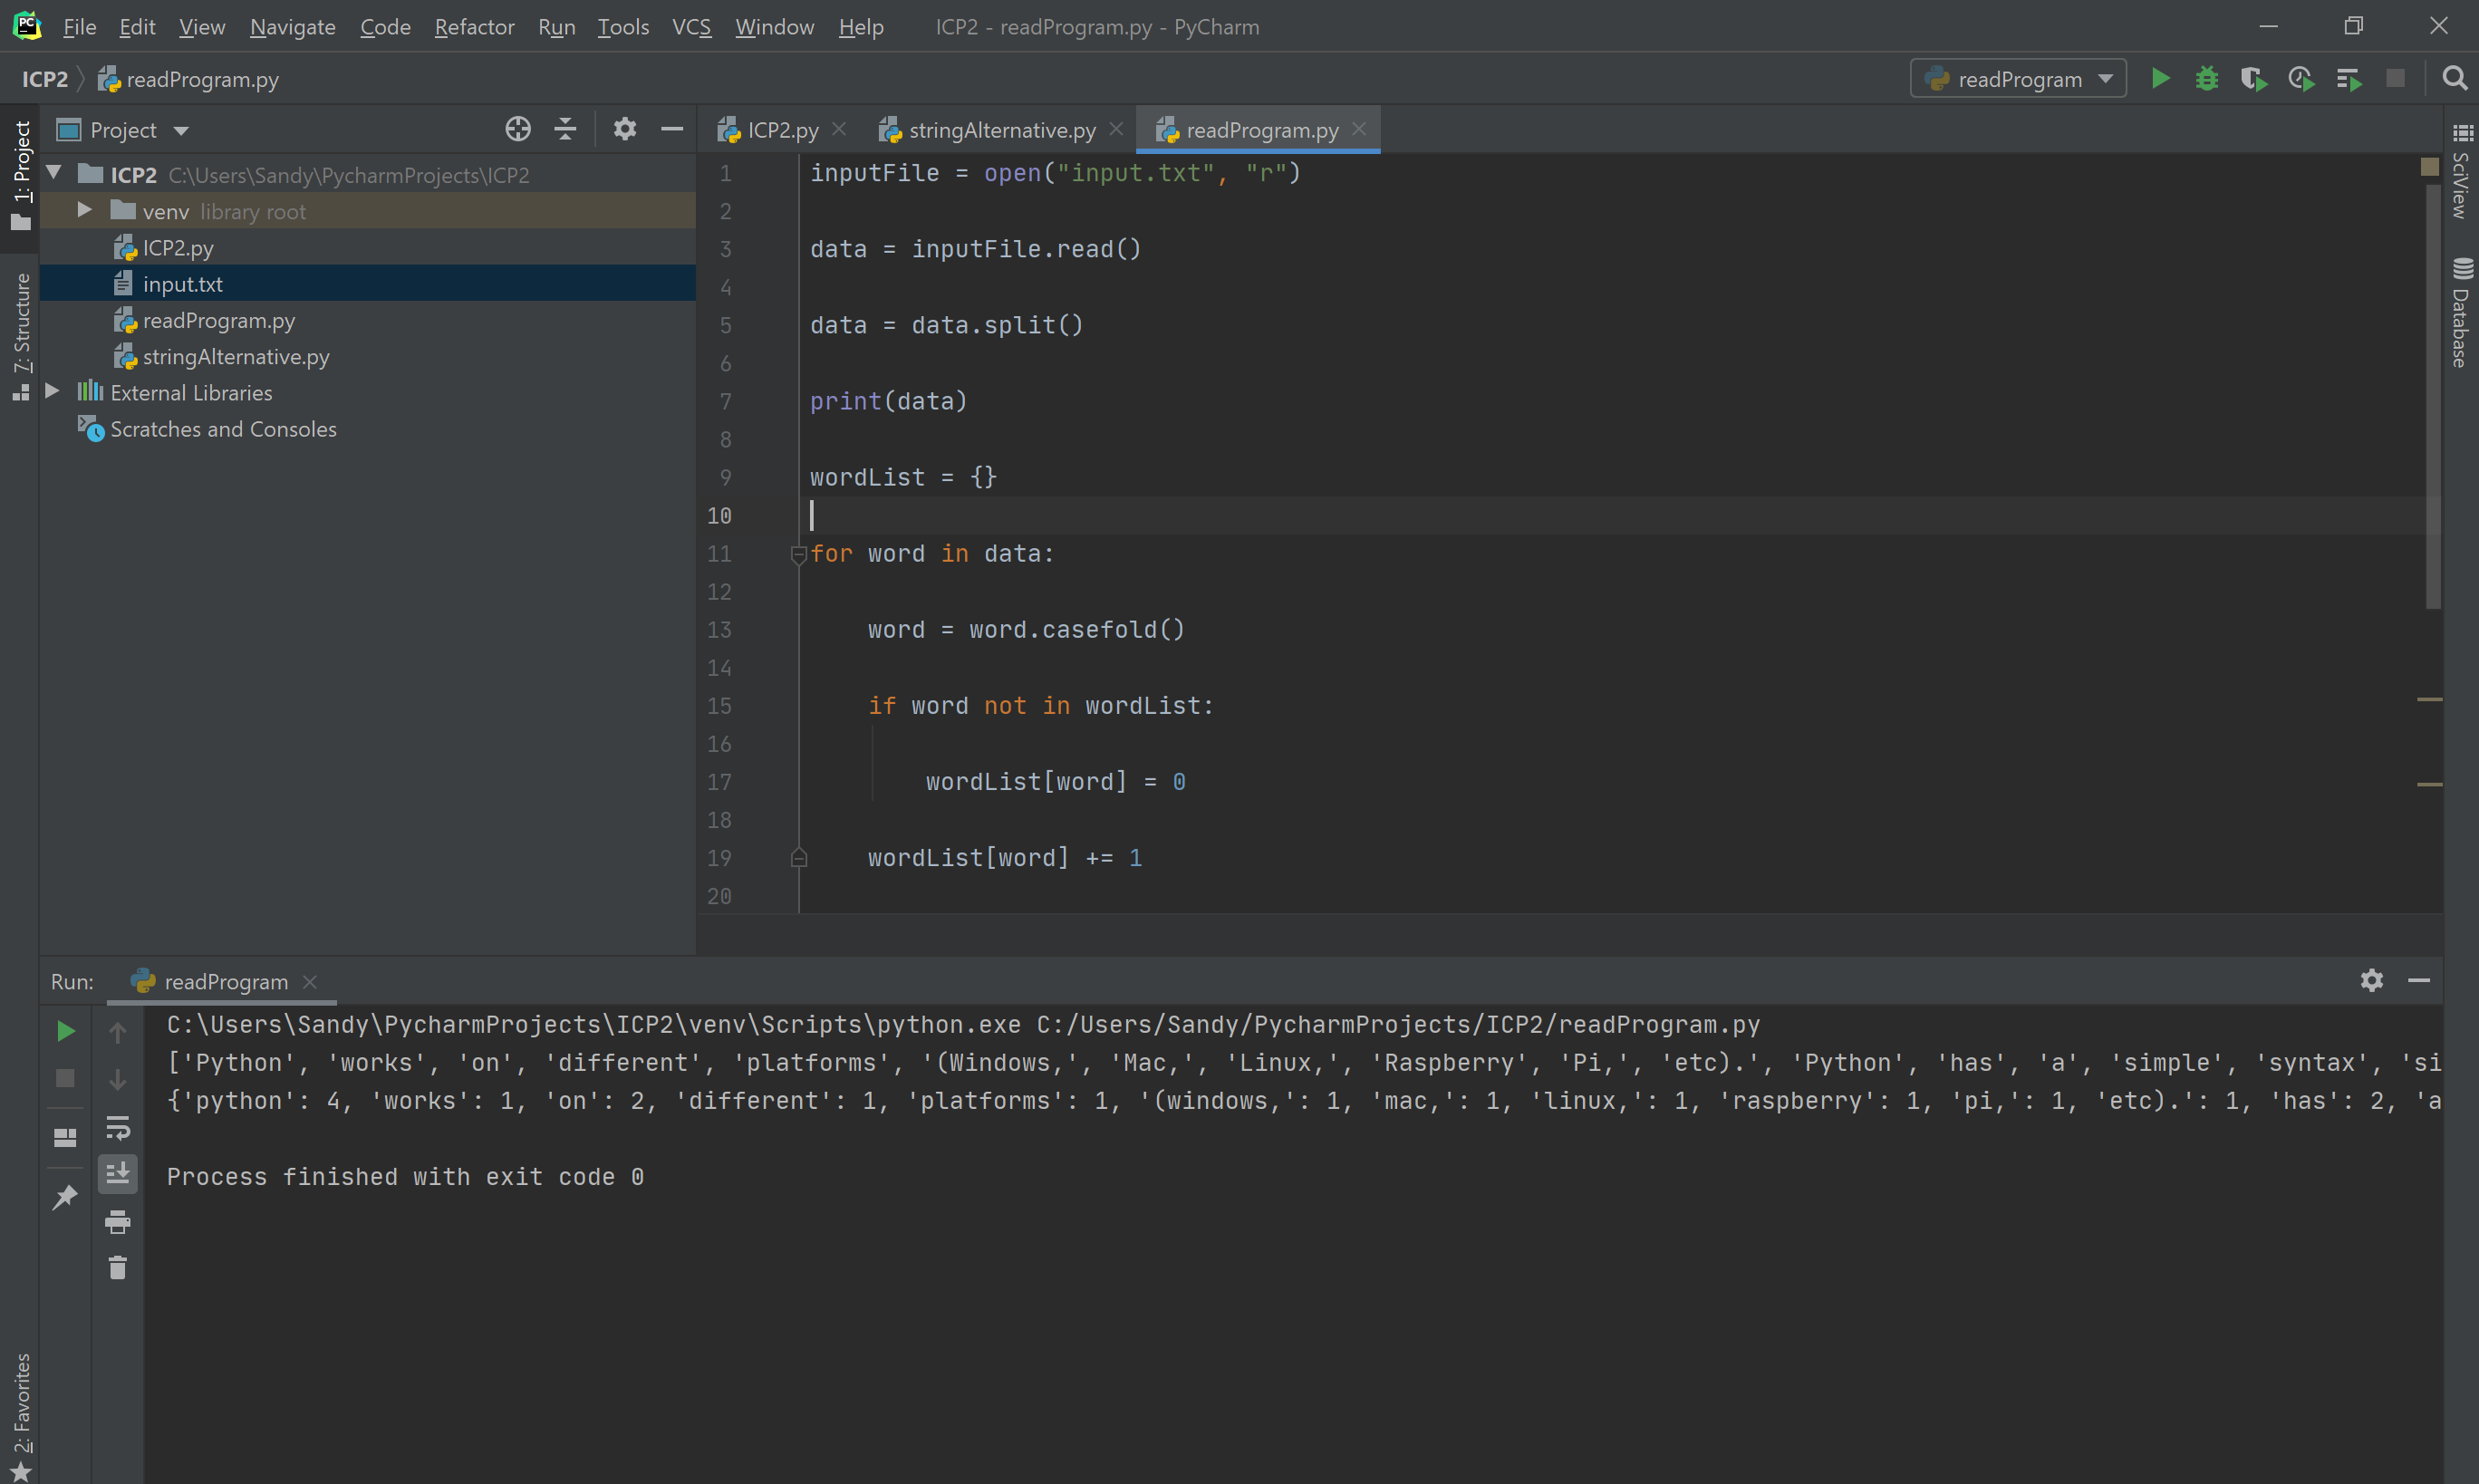 PC File Edit View Navigate Code Refactor Run Tools VCS Window Help ICP2 - readProgram.py - PyCharm
ICP2 readProgram.py readProgram
1: Project
7: Structure
2: Favorites
Project
ICP2 C:\Users\Sandy\PycharmProjects\ICP2
venv library root
ICP2.py
input.txt
readProgram.py
stringAlternative.py
External Libraries
Scratches and Consoles
ICP2.py stringAlternative.py readProgram.py
1 inputFile = open("input.txt", "r")
2
3 data = inputFile.read()
4
5 data = data.split()
6
7 print(data)
8
9 wordList = {}
10
11 for word in data:
12
13     word = word.casefold()
14
15     if word not in wordList:
16
17         wordList[word] = 0
18
19     wordList[word] += 1
20
SciView
Database
Run: readProgram
C:\Users\Sandy\PycharmProjects\ICP2\venv\Scripts\python.exe C:/Users/Sandy/PycharmProjects/ICP2/readProgram.py
['Python', 'works', 'on', 'different', 'platforms', '(Windows,', 'Mac,', 'Linux,', 'Raspberry', 'Pi,', 'etc).', 'Python', 'has', 'a', 'simple', 'syntax', 'si
{'python': 4, 'works': 1, 'on': 2, 'different': 1, 'platforms': 1, '(windows,': 1, 'mac,': 1, 'linux,': 1, 'raspberry': 1, 'pi,': 1, 'etc).': 1, 'has': 2, 'a
Process finished with exit code 0